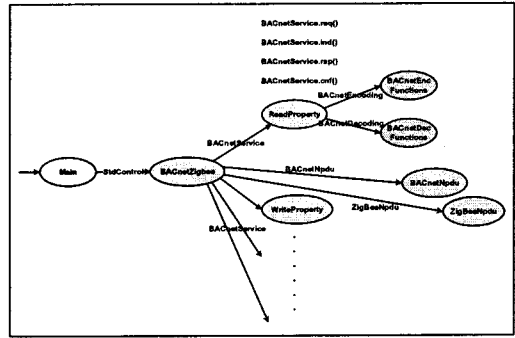 BACnetService.req()
BACnetService.ind()
BACnetService.rsp()
BACnetService.cnf()
BACnetEnc
Functions
BACnetEncoding
ReadProperty
BACnetDecoding
BACnetDec
Functions
BACnetService
Main
StdControl
BACnetZigbee
BACnetNpdu
BACnetNpdu
ZigBeeNpdu
ZigBeeNpdu
WriteProperty
BACnetService